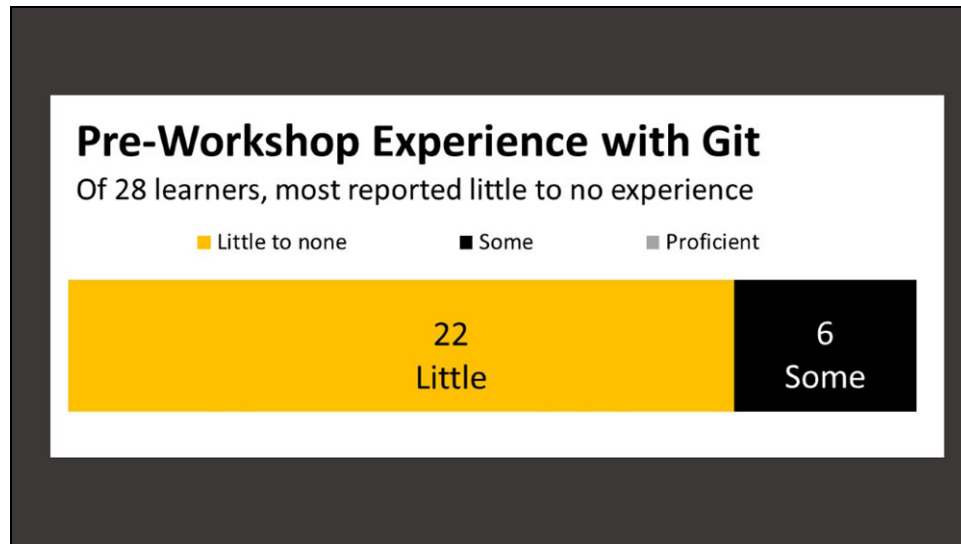 Pre-Workshop Experience with Git
Of 28 learners, most reported little to no experience
Little to none Some Proficient
22 6
Little Some